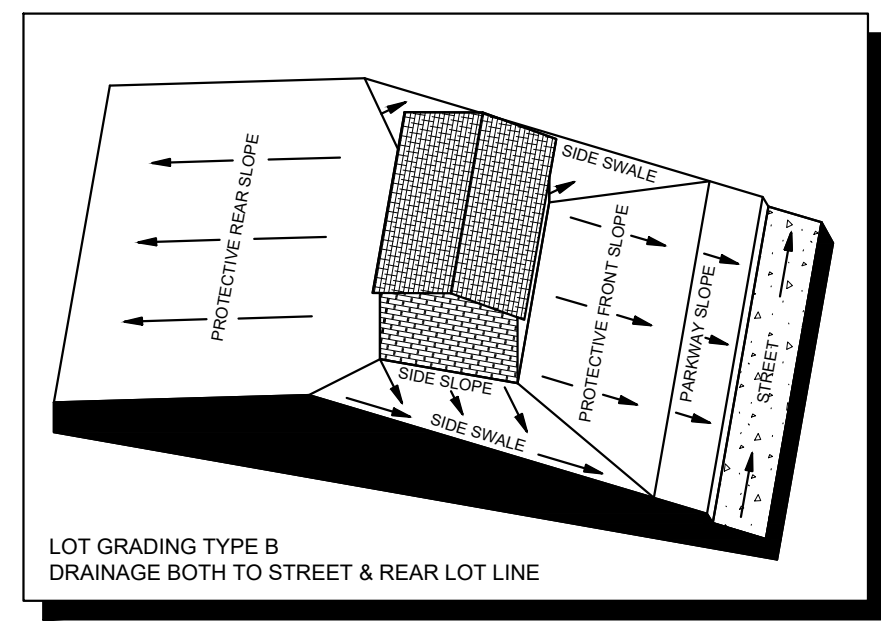 PROTECTIVE REAR SLOPE
SIDE SWALE
PROTECTIVE FRONT SLOPE
PARKWAY SLOPE
STREET
SIDE SLOPE
SIDE SWALE
LOT GRADING TYPE B
DRAINAGE BOTH TO STREET & REAR LOT LINE